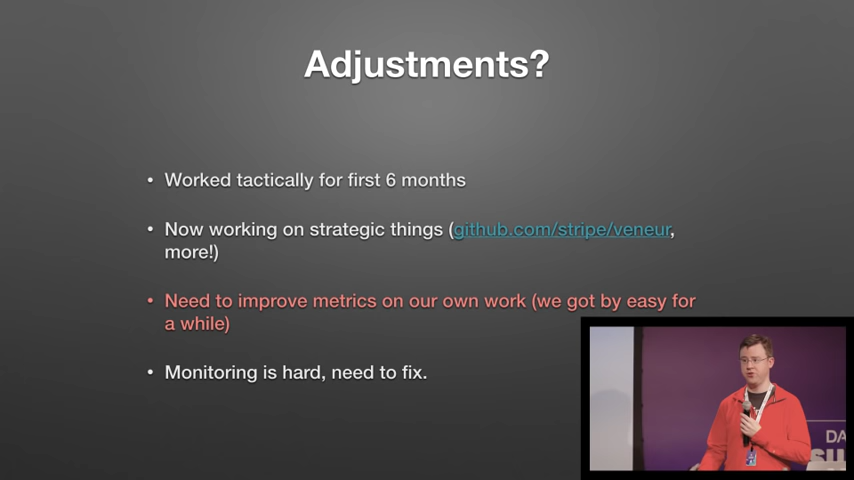 Adjustments?
• Worked tactically for first 6 months
• Now working on strategic things (github.com/stripe/veneur,
more!)
• Need to improve metrics on our own work (we got by easy for
a while)
• Monitoring is hard, need to fix.
DA